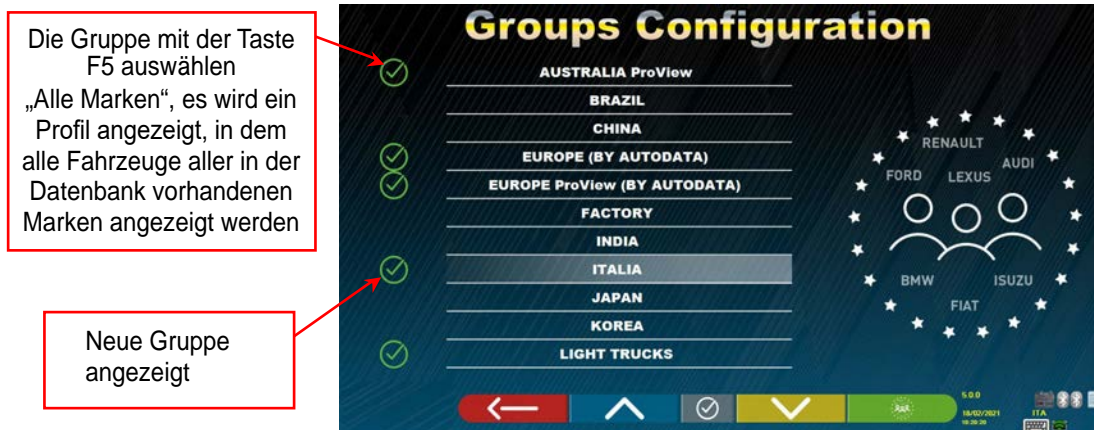 Die Gruppe mit der Taste
F5 auswählen
„Alle Marken“, es wird ein
Profil angezeigt, in dem
alle Fahrzeuge aller in der
Datenbank vorhandenen
Marken angezeigt werden
Neue Gruppe
angezeigt
Groups Configuration
AUSTRALIA ProView
BRAZIL
CHINA
EUROPE (BY AUTODATA)
EUROPE ProView (BY AUTODATA)
FACTORY
INDIA
ITALIA
JAPAN
KOREA
LIGHT TRUCKS
RENAULT
AUDI
FORD
LEXUS
BMW
ISUZU
FIAT
5.0.0
18/02/2021
ITA